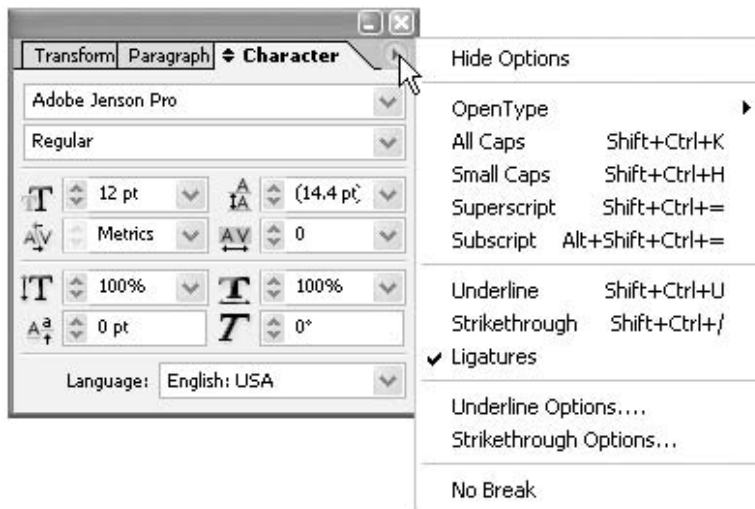 Transform Paragraph Character
Adobe Jenson Pro
Regular
12 pt (14.4 pt)
Metrics 0
100% 100%
0 pt 0°
Language: English: USA
Hide Options
OpenType
All Caps Shift+Ctrl+K
Small Caps Shift+Ctrl+H
Superscript Shift+Ctrl+=
Subscript Alt+Shift+Ctrl+=
Underline Shift+Ctrl+U
Strikethrough Shift+Ctrl+/
Ligatures
Underline Options....
Strikethrough Options...
No Break